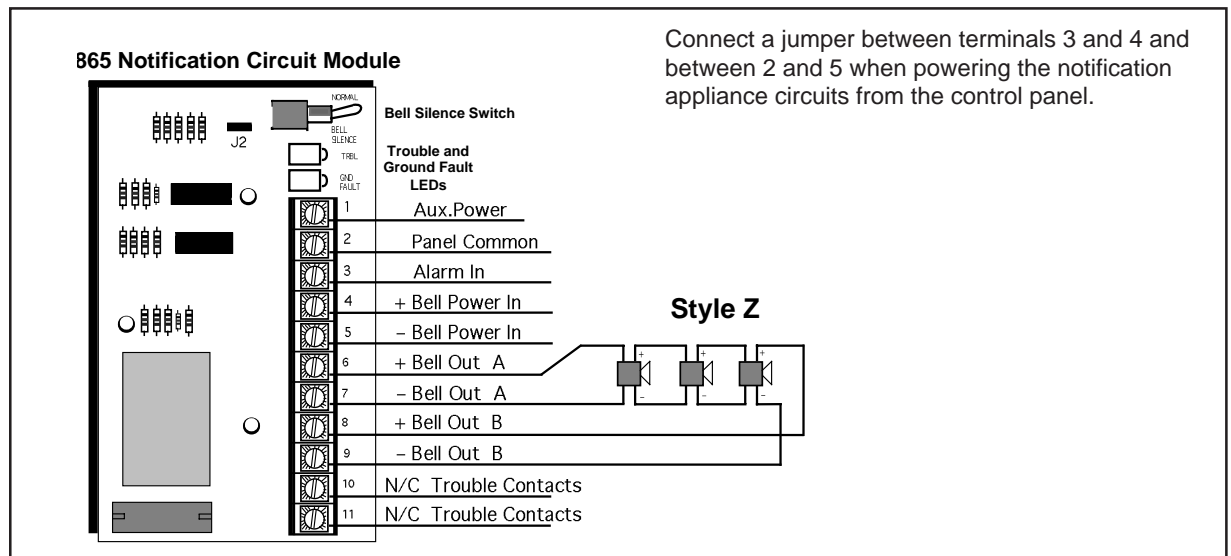 865 Notification Circuit Module
Connect a jumper between terminals 3 and 4 and
between 2 and 5 when powering the notification
appliance circuits from the control panel.
NORMAL
Bell Silence Switch
BELL
SILENCE
J2
TRBL
Trouble and
Ground Fault
LEDs
GND
FAULT
1 Aux.Power
2 Panel Common
3 Alarm In
4 + Bell Power In
5 – Bell Power In
Style Z
6 + Bell Out A
7 – Bell Out A
8 + Bell Out B
9 – Bell Out B
10 N/C Trouble Contacts
11 N/C Trouble Contacts
+ + +
- - -